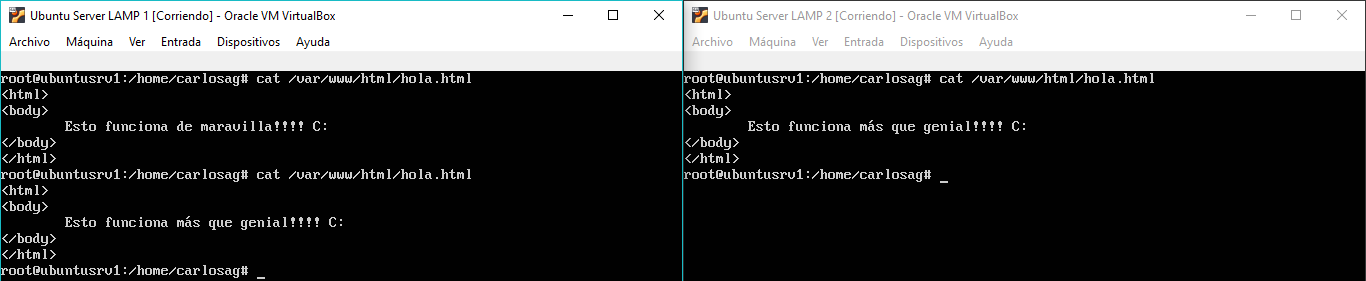 Ubuntu Server LAMP 1 [Corriendo] - Oracle VM VirtualBox
Archivo Máquina Ver Entrada Dispositivos Ayuda
root@ubuntusrv1:/home/carlosag# cat /var/www/html/hola.html
<html>
<body>
        Esto funciona de maravilla!!!! C:
</body>
</html>
root@ubuntusrv1:/home/carlosag# cat /var/www/html/hola.html
<html>
<body>
        Esto funciona más que genial!!!! C:
</body>
</html>
root@ubuntusrv1:/home/carlosag# _
Ubuntu Server LAMP 2 [Corriendo] - Oracle VM VirtualBox
Archivo Máquina Ver Entrada Dispositivos Ayuda
root@ubuntusrv1:/home/carlosag# cat /var/www/html/hola.html
<html>
<body>
        Esto funciona más que genial!!!! C:
</body>
</html>
root@ubuntusrv1:/home/carlosag# _